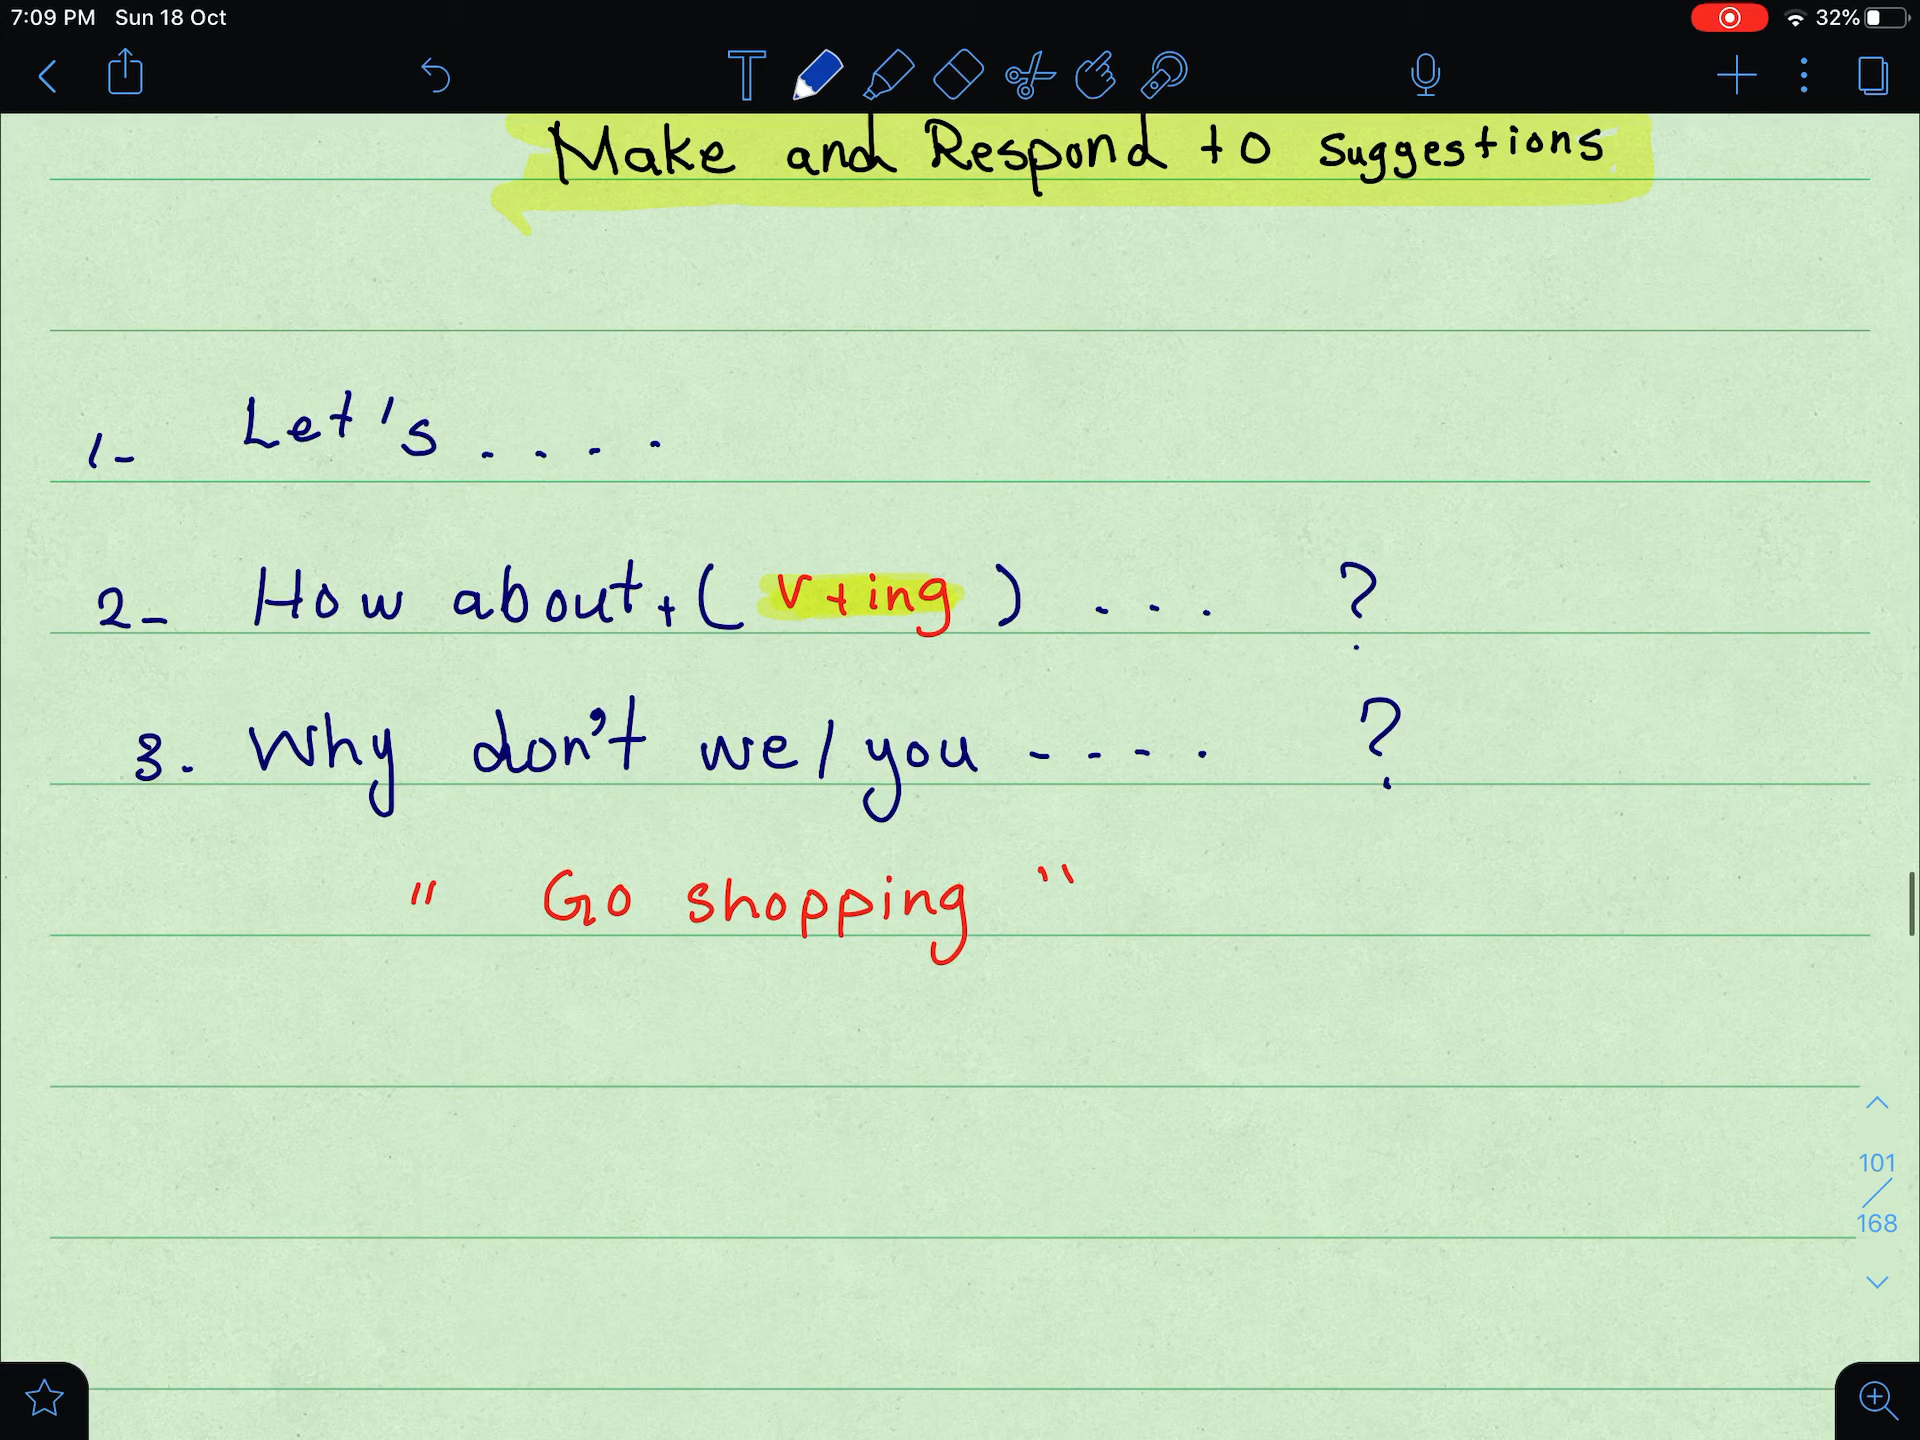 7:09 PM Sun 18 Oct 32%
Make and Respond to suggestions
1- Let's ....
2- How about + ( v + ing ) ... ?
3. Why don't we / you .... ?
" Go shopping "
101
/
168